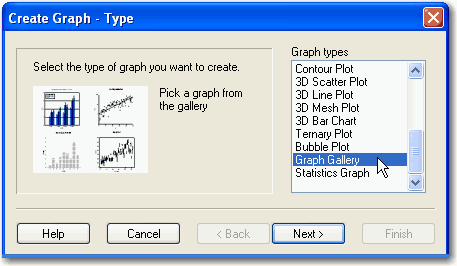 Create Graph - Type
Select the type of graph you want to create.
Pick a graph from
the gallery
Graph types
Contour Plot
3D Scatter Plot
3D Line Plot
3D Mesh Plot
3D Bar Chart
Ternary Plot
Bubble Plot
Graph Gallery
Statistics Graph
Help
Cancel
< Back
Next >
Finish